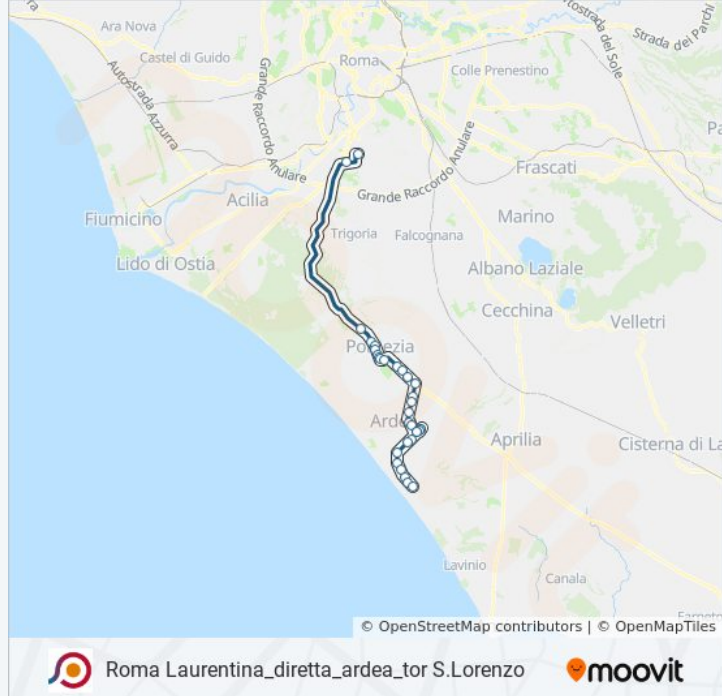 Ara Nova
Castel di Guido
Roma
Strada dei Parchi
Autostrada del Sole
Colle Prenestino
Autostrada Azzurra
Grande Raccordo Anulare
Grande Raccordo Anulare
Frascati
Acilia
Marino
Fiumicino
Trigoria
Falcognana
Lido di Ostia
Albano Laziale
Cecchina
Velletri
Aprilia
Cisterna di La
Lavinio
Canala
© OpenStreetMap contributors | © OpenMapTiles
Roma Laurentina_diretta_ardea_tor S.Lorenzo
moovit